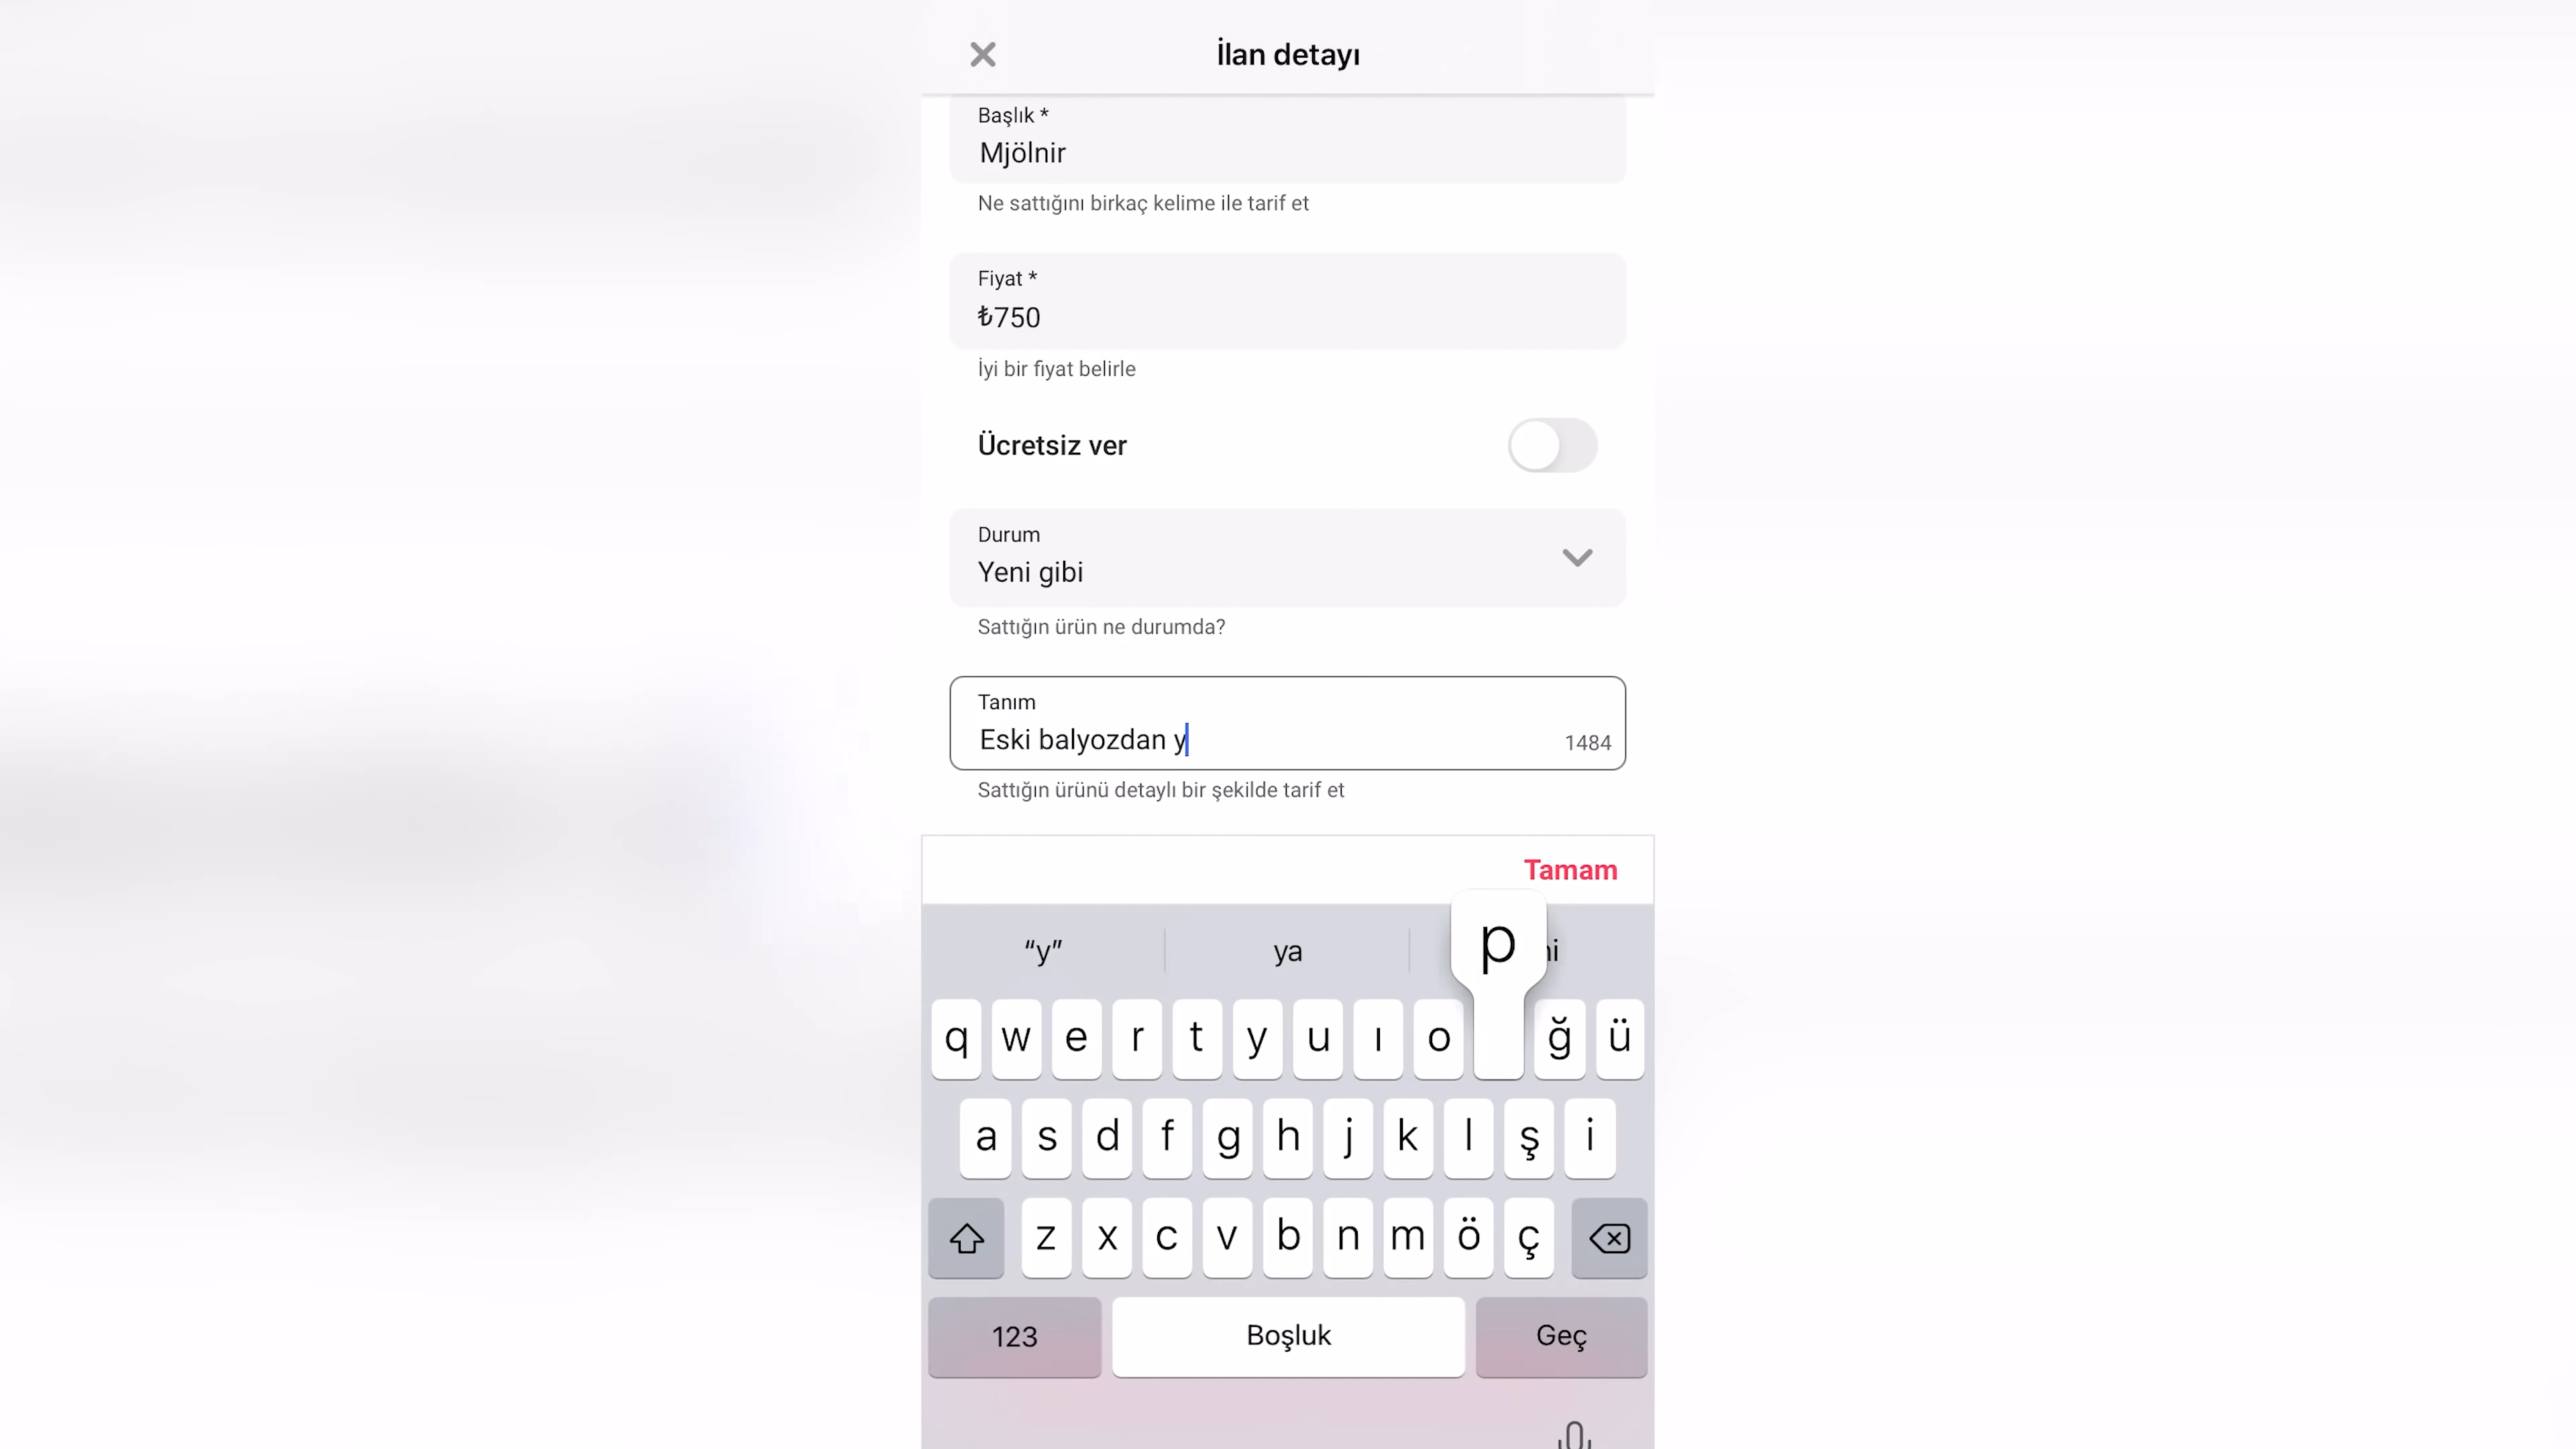 İlan detayı
Başlık *
Mjölnir
Ne sattığını birkaç kelime ile tarif et
Fiyat *
₺750
İyi bir fiyat belirle
Ücretsiz ver
Durum
Yeni gibi
Sattığın ürün ne durumda?
Tanım
Eski balyozdan y
1484
Sattığın ürünü detaylı bir şekilde tarif et
Tamam
“y” ya
p
q w e r t y u ı o ğ ü
a s d f g h j k l ş i
z x c v b n m ö ç
123 Boşluk Geç